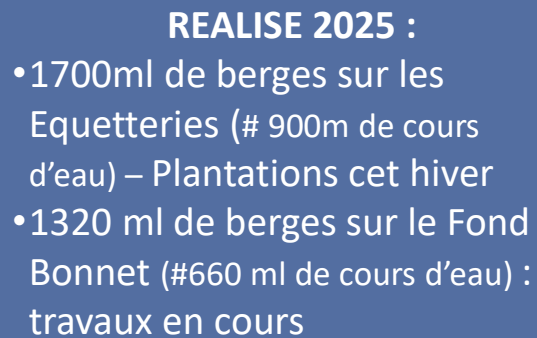 REALISE 2025 :
•1700ml de berges sur les
Equetteries (# 900m de cours
d’eau) – Plantations cet hiver
•1320 ml de berges sur le Fond
Bonnet (#660 ml de cours d’eau) :
travaux en cours